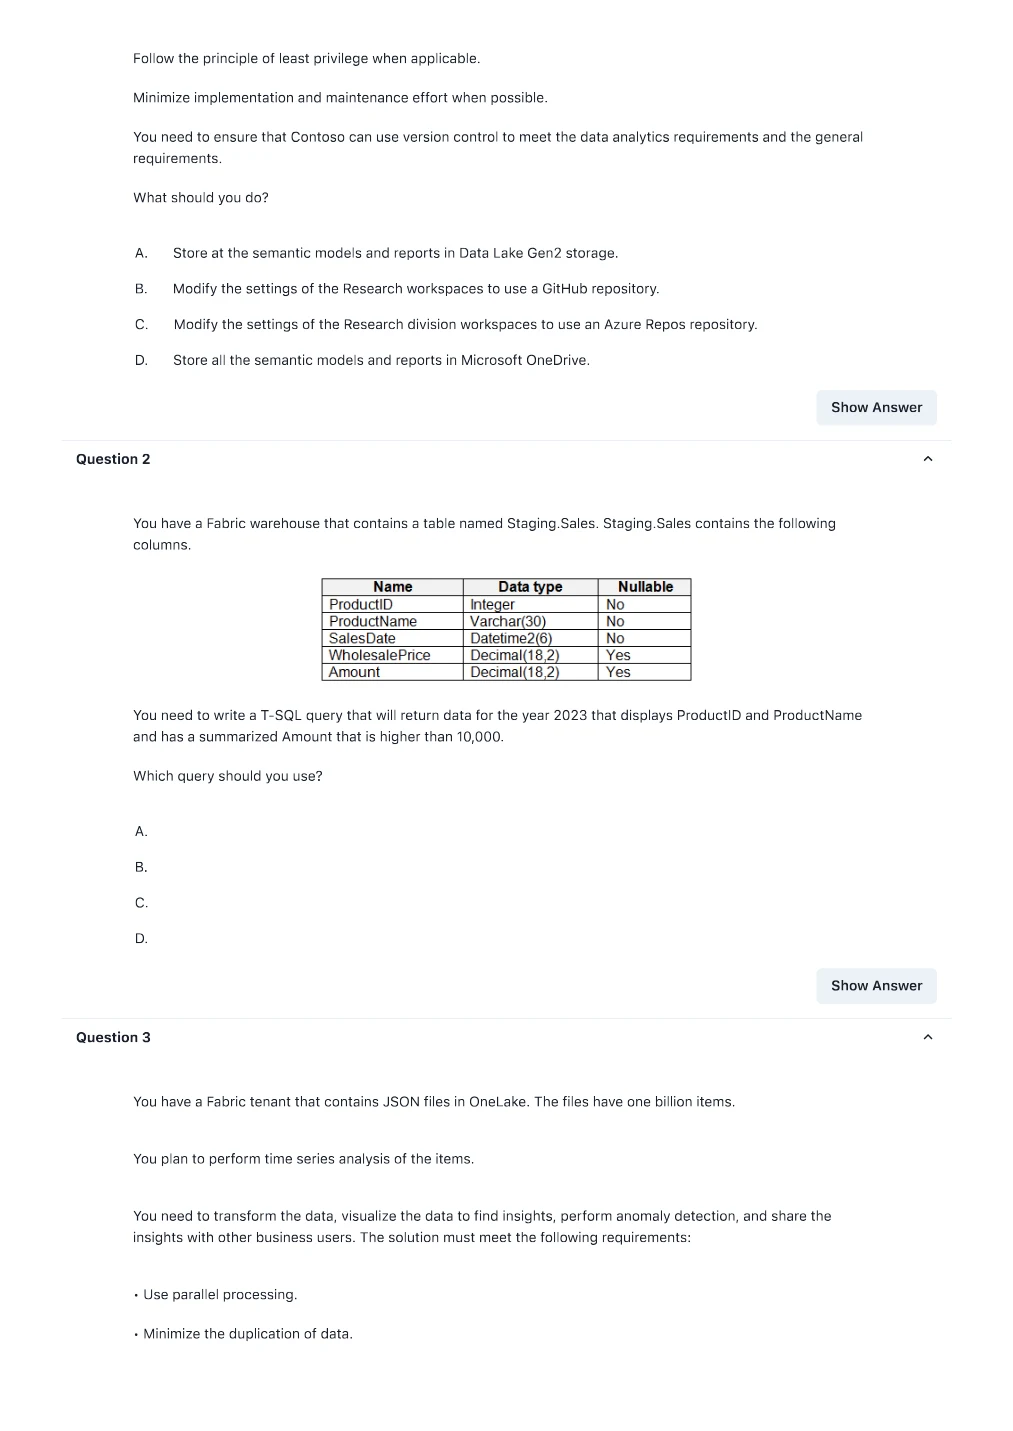 Follow the principle of least privilege when applicable.
Minimize implementation and maintenance effort when possible.
You need to ensure that Contoso can use version control to meet the data analytics requirements and the general
requirements.
What should you do?
A. Store at the semantic models and reports in Data Lake Gen2 storage.
B. Modify the settings of the Research workspaces to use a GitHub repository.
C. Modify the settings of the Research division workspaces to use an Azure Repos repository.
D. Store all the semantic models and reports in Microsoft OneDrive.
Show Answer
Question 2
You have a Fabric warehouse that contains a table named Staging.Sales. Staging.Sales contains the following
columns.
Name Data type Nullable
ProductID Integer No
ProductName Varchar(30) No
SalesDate Datetime2(6) No
WholesalePrice Decimal(18,2) Yes
Amount Decimal(18,2) Yes
You need to write a T-SQL query that will return data for the year 2023 that displays ProductID and ProductName
and has a summarized Amount that is higher than 10,000.
Which query should you use?
A.
B.
C.
D.
Show Answer
Question 3
You have a Fabric tenant that contains JSON files in OneLake. The files have one billion items.
You plan to perform time series analysis of the items.
You need to transform the data, visualize the data to find insights, perform anomaly detection, and share the
insights with other business users. The solution must meet the following requirements:
• Use parallel processing.
• Minimize the duplication of data.